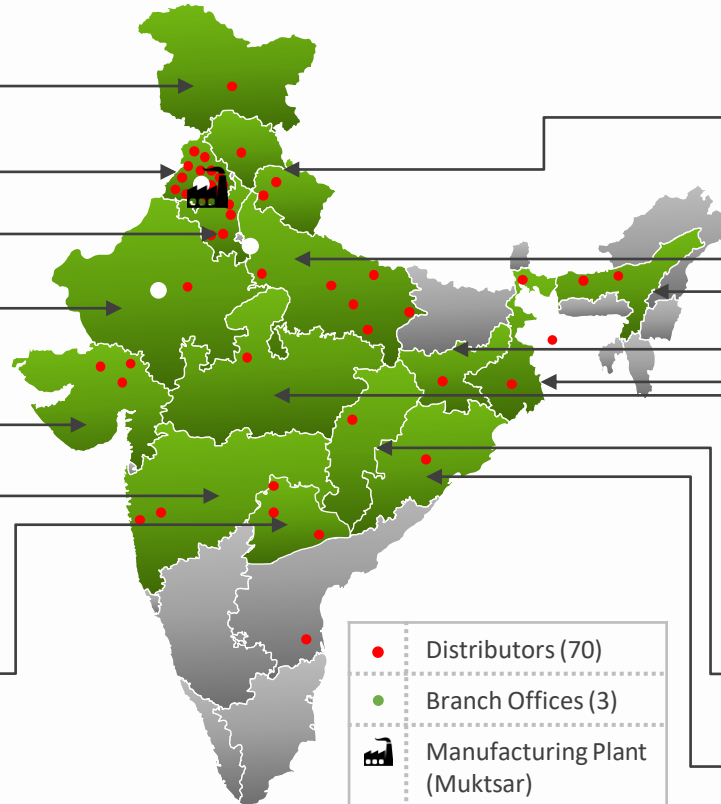 Distributors (70)
Branch Offices (3)
Manufacturing Plant
(Muktsar)